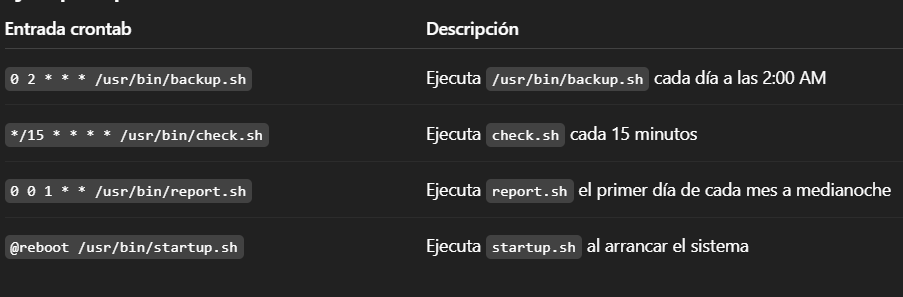 Entrada crontab Descripción
0 2 * * * /usr/bin/backup.sh Ejecuta /usr/bin/backup.sh cada día a las 2:00 AM
*/15 * * * * /usr/bin/check.sh Ejecuta check.sh cada 15 minutos
0 0 1 * * /usr/bin/report.sh Ejecuta report.sh el primer día de cada mes a medianoche
@reboot /usr/bin/startup.sh Ejecuta startup.sh al arrancar el sistema